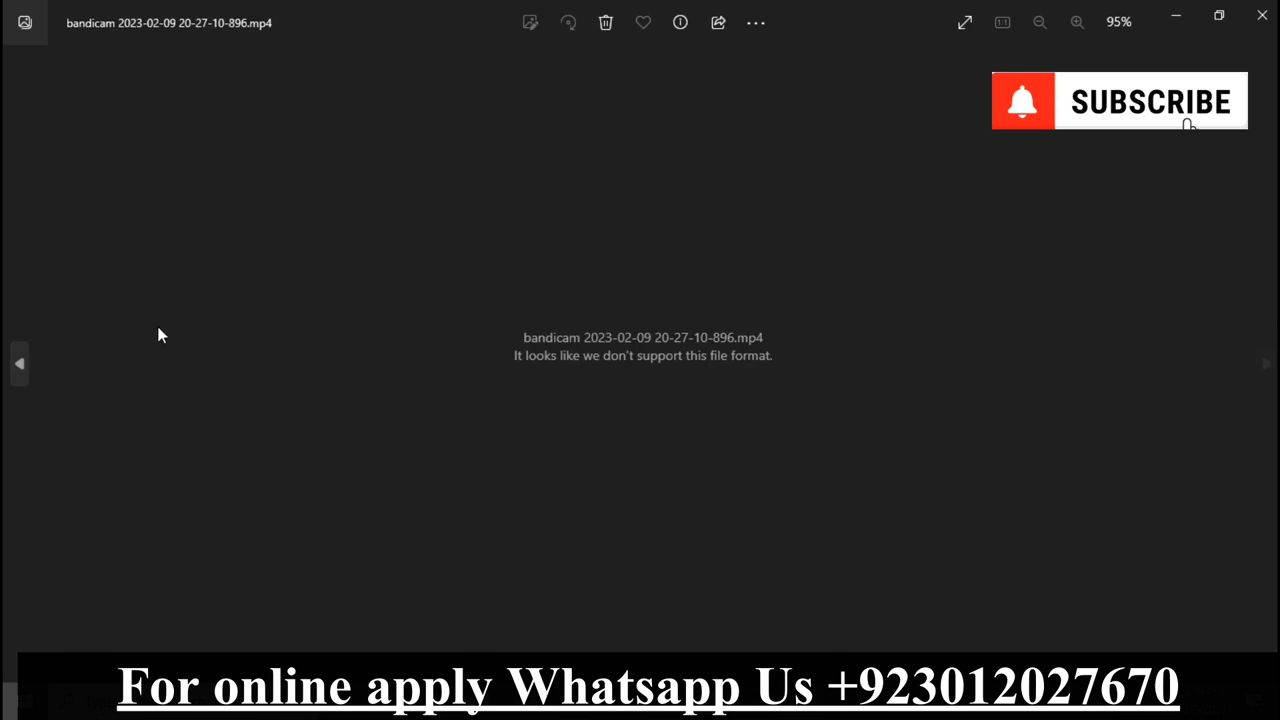 bandicam 2023-02-09 20-27-10-896.mp4
95%
SUBSCRIBE
bandicam 2023-02-09 20-27-10-896.mp4
It looks like we don't support this file format.
For online apply Whatsapp Us +923012027670